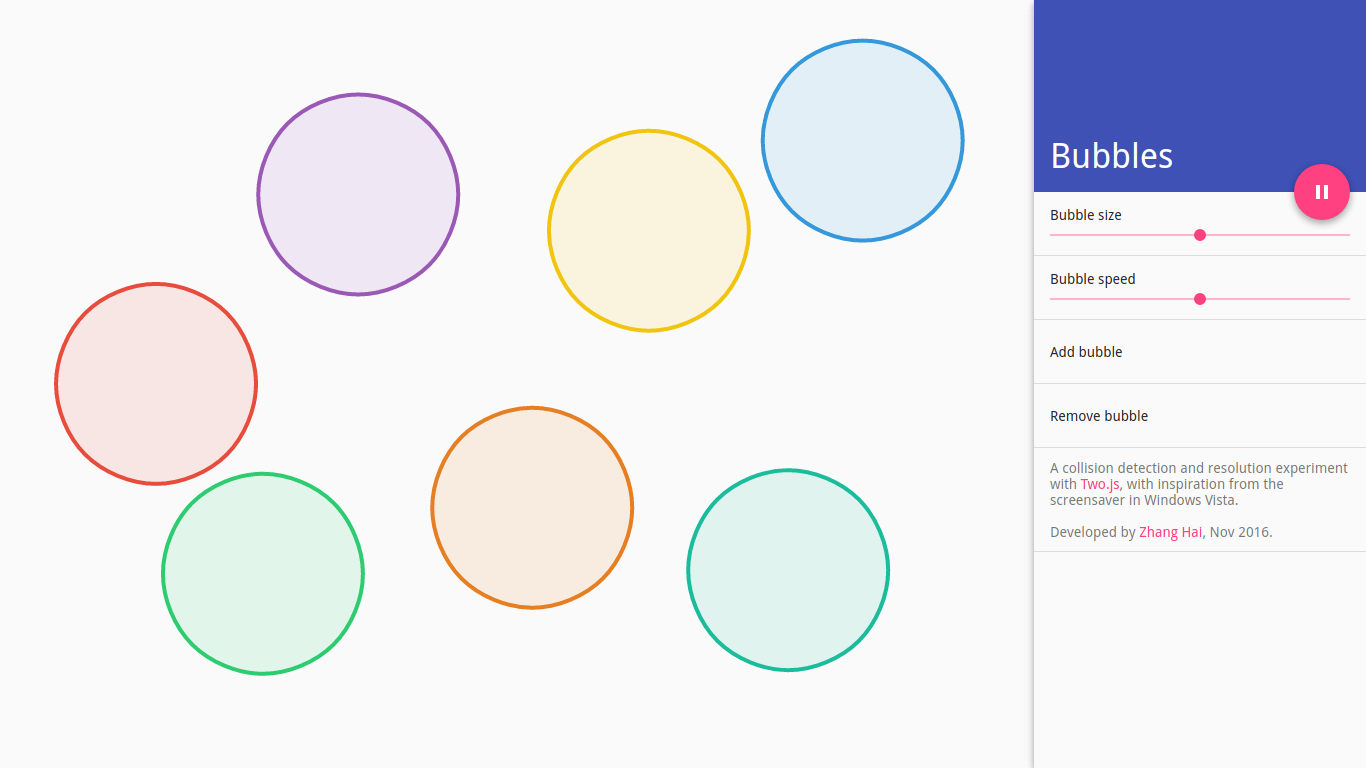 Bubbles
Bubble size
Bubble speed
Add bubble
Remove bubble
A collision detection and resolution experiment
with Two.js, with inspiration from the
screensaver in Windows Vista.
Developed by Zhang Hai, Nov 2016.